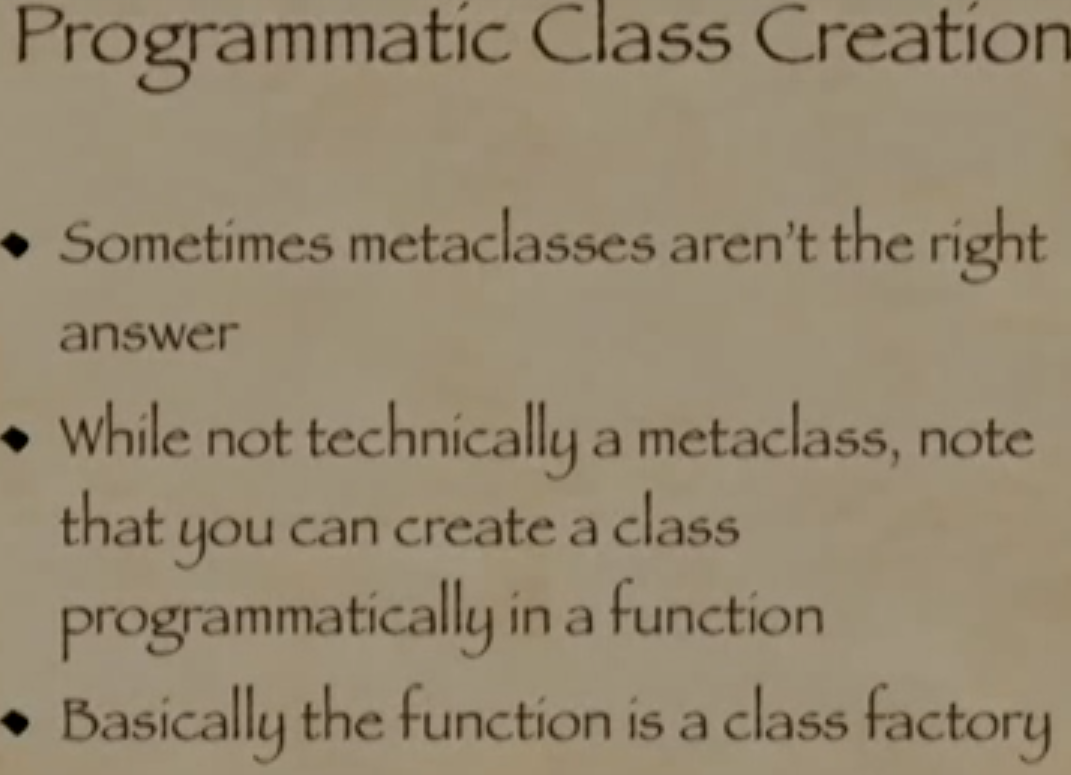 Programmatic Class Creation
◆ Sometimes metaclasses aren't the right
answer
◆ While not technically a metaclass, note
that you can create a class
programmatically in a function
◆ Basically the function is a class factory